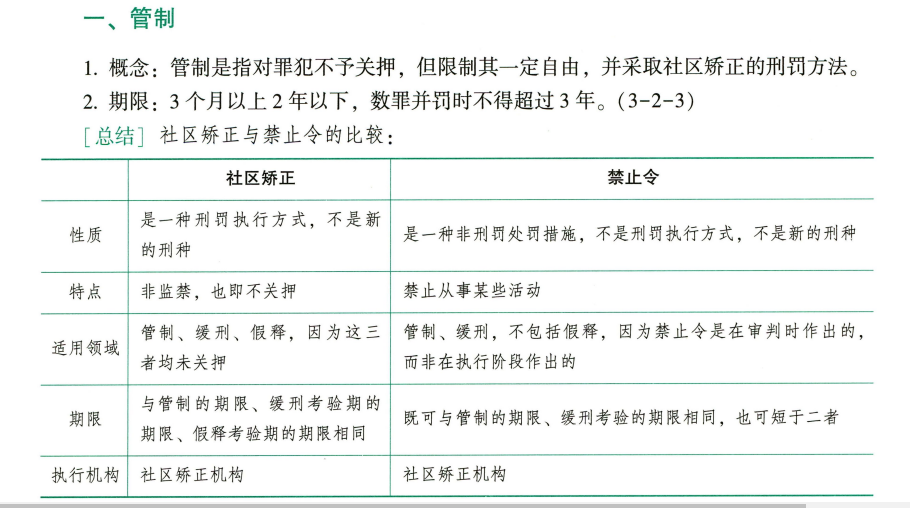 一、管制
1. 概念：管制是指对罪犯不予关押，但限制其一定自由，并采取社区矫正的刑罚方法。
2. 期限：3 个月以上 2 年以下，数罪并罚时不得超过 3 年。（3-2-3）
［总结］ 社区矫正与禁止令的比较：
社区矫正 禁止令
性质 是一种刑罚执行方式，不是新的刑种 是一种非刑罚处罚措施，不是刑罚执行方式，不是新的刑种
特点 非监禁，也即不关押 禁止从事某些活动
适用领域 管制、缓刑、假释，因为这三者均未关押 管制、缓刑，不包括假释，因为禁止令是在审判时作出的，而非在执行阶段作出的
期限 与管制的期限、缓刑考验期的期限、假释考验期的期限相同 既可与管制的期限、缓刑考验的期限相同，也可短于二者
执行机构 社区矫正机构 社区矫正机构